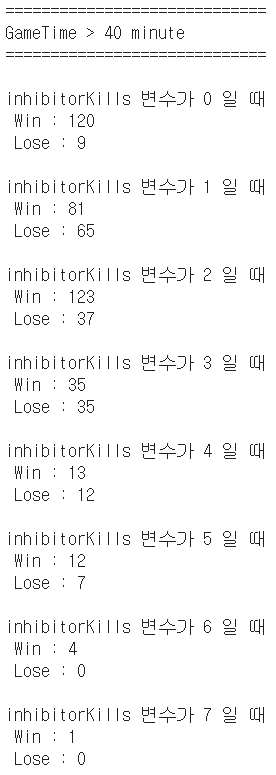 =============================
GameTime > 40 minute
=============================
inhibitorKills 변수가 0 일 때
Win : 120
Lose : 9
inhibitorKills 변수가 1 일 때
Win : 81
Lose : 65
inhibitorKills 변수가 2 일 때
Win : 123
Lose : 37
inhibitorKills 변수가 3 일 때
Win : 35
Lose : 35
inhibitorKills 변수가 4 일 때
Win : 13
Lose : 12
inhibitorKills 변수가 5 일 때
Win : 12
Lose : 7
inhibitorKills 변수가 6 일 때
Win : 4
Lose : 0
inhibitorKills 변수가 7 일 때
Win : 1
Lose : 0